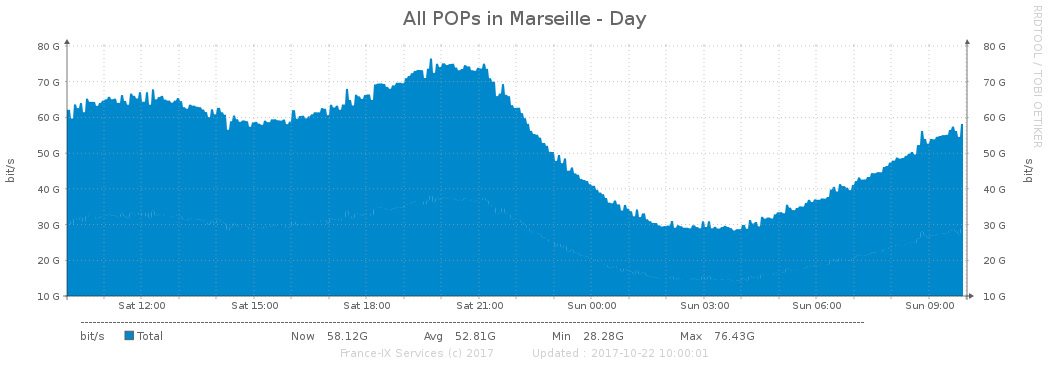 All POPs in Marseille - Day
RRDTOOL / TOBI OETIKER
80 G 80 G
70 G 70 G
60 G 60 G
50 G 50 G
bit/s bit/s
40 G 40 G
30 G 30 G
20 G 20 G
10 G 10 G
Sat 12:00 Sat 15:00 Sat 18:00 Sat 21:00 Sun 00:00 Sun 03:00 Sun 06:00 Sun 09:00
bit/s Total Now 58.12G Avg 52.81G Min 28.28G Max 76.43G
France-IX Services (c) 2017 Updated : 2017-10-22 10:00:01